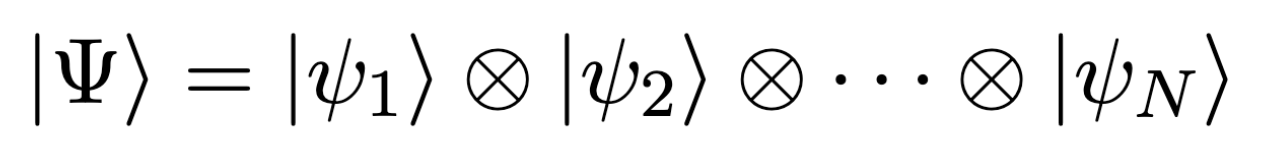 |Ψ⟩ = |ψ₁⟩ ⊗ |ψ₂⟩ ⊗ ⋯ ⊗ |ψ_N⟩